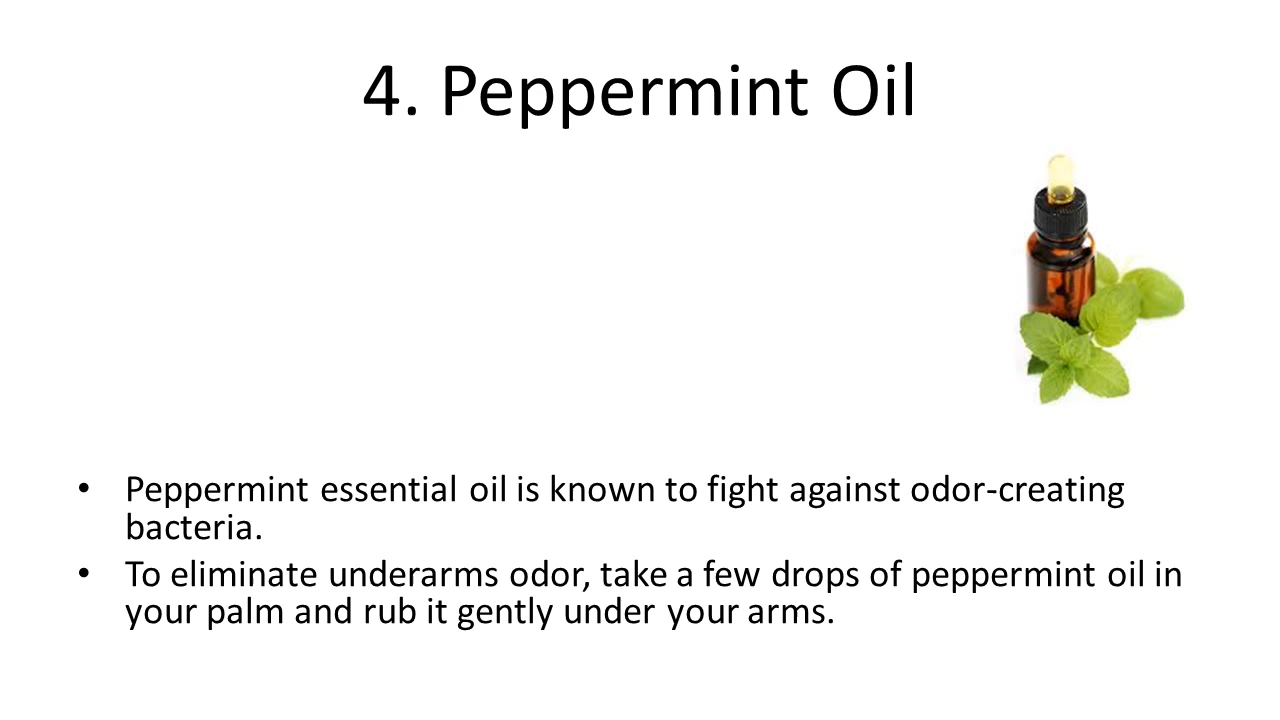 4. Peppermint Oil
• Peppermint essential oil is known to fight against odor-creating
bacteria.
• To eliminate underarms odor, take a few drops of peppermint oil in
your palm and rub it gently under your arms.